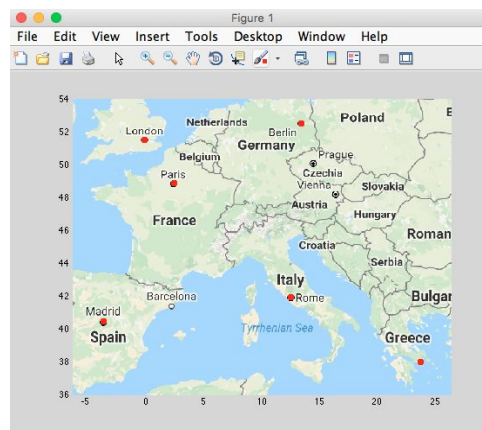 Figure 1
File Edit View Insert Tools Desktop Window Help
54
52
50
48
46
44
42
40
38
36
London
Netherlands
Berlin
Poland
Germany
Belgium
Prague
Paris
Czechia
Vienna
Slovakia
Austria
France
Hungary
Roman
Croatia
Serbia
Italy
Barcelona
Rome
Bulgar
Madrid
Tyrrhenian Sea
Spain
Greece
-5 0 5 10 15 20 25